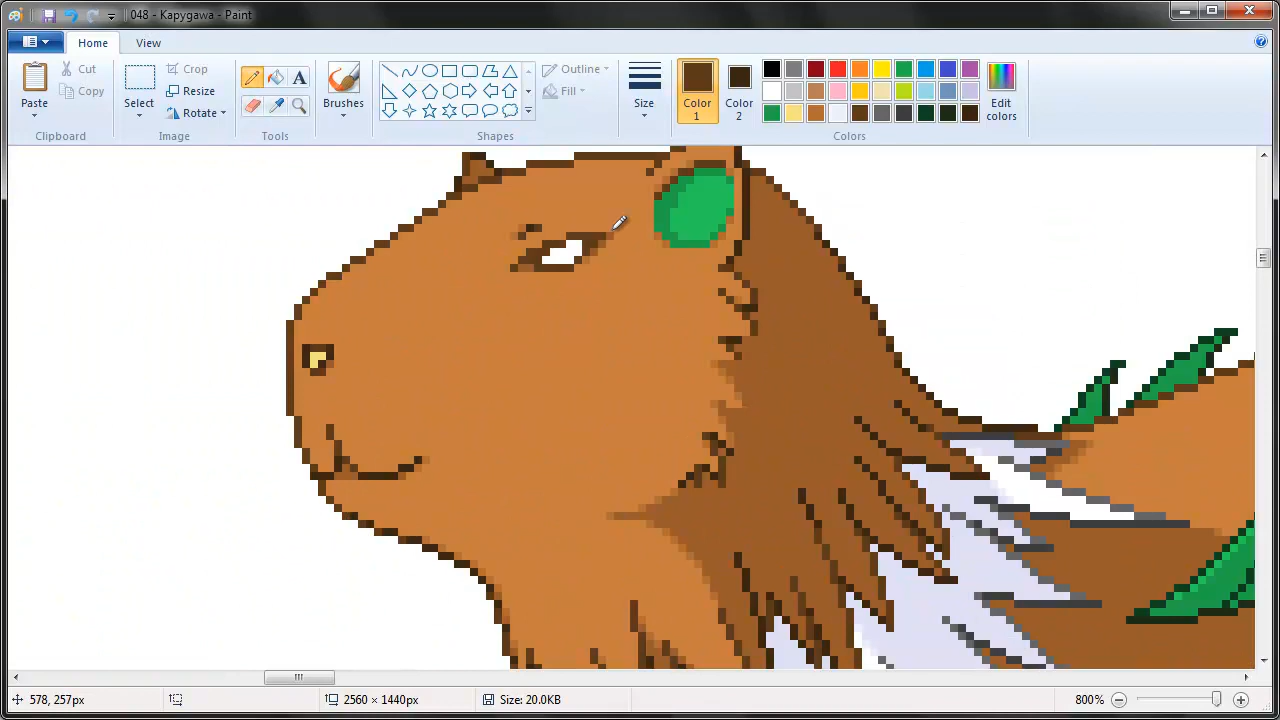 048 - Kapygawa - Paint
Home View
Paste
Cut
Copy
Clipboard
Select
Crop
Resize
Rotate
Image
A
Tools
Brushes
Outline
Fill
Shapes
Size
Color 1
Color 2
Edit colors
Colors
578, 257px
2560 × 1440px
Size: 20.0KB
800%